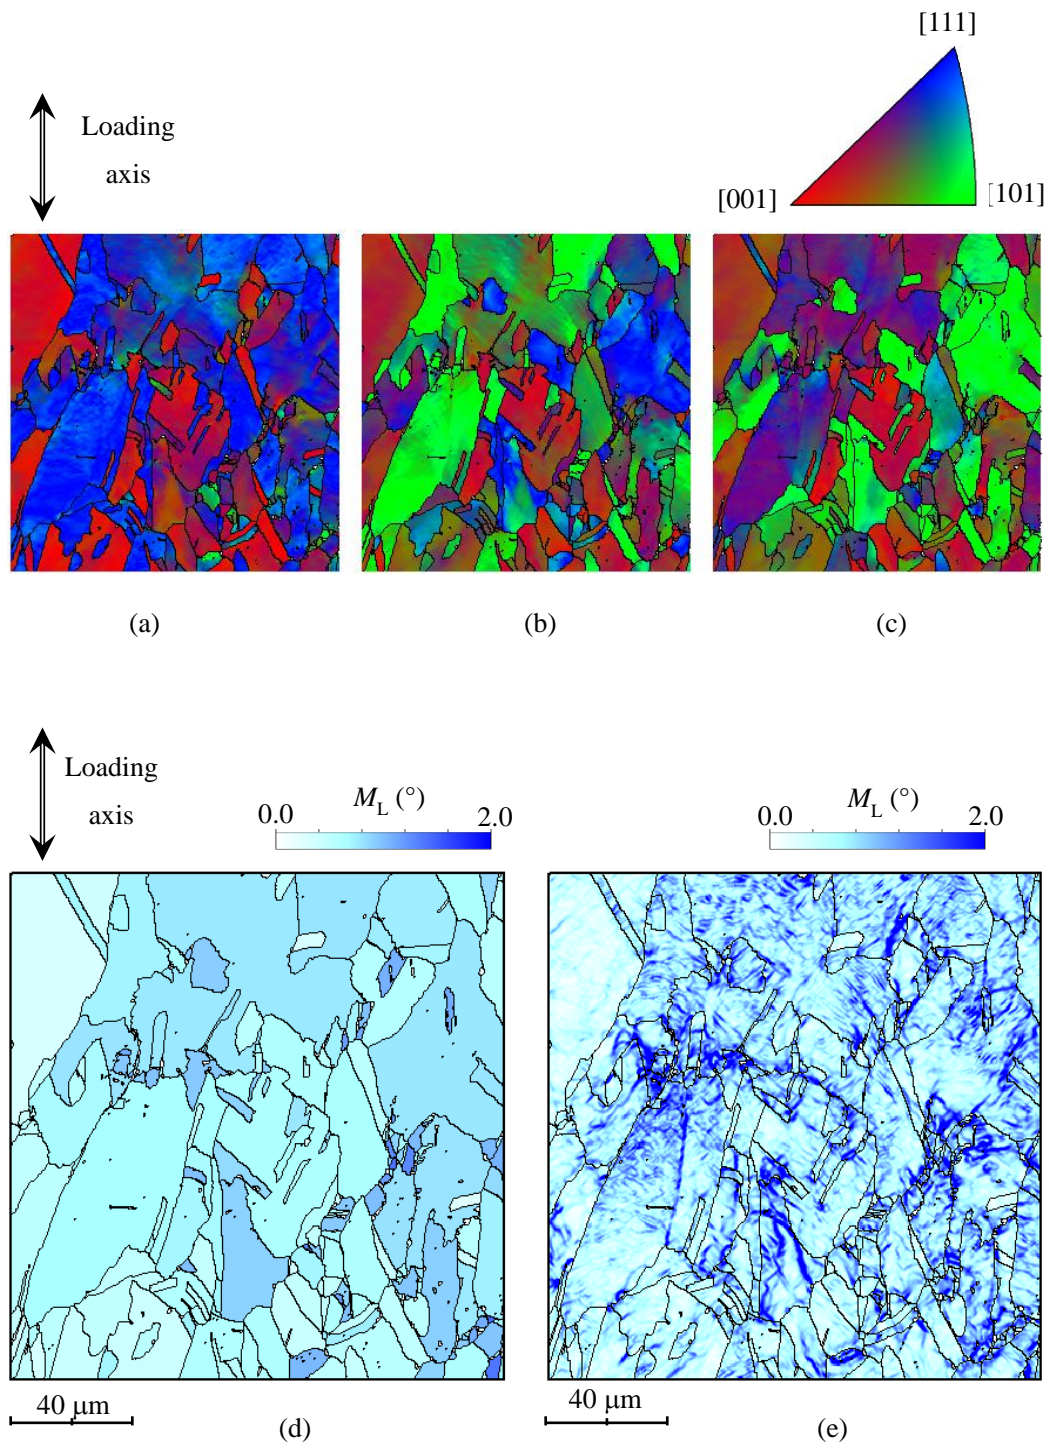 [111]
Loading
axis
[001]
[101]
(a)
(b)
(c)
Loading
axis
M_L (°)
0.0
2.0
M_L (°)
0.0
2.0
40 μm
(d)
40 μm
(e)